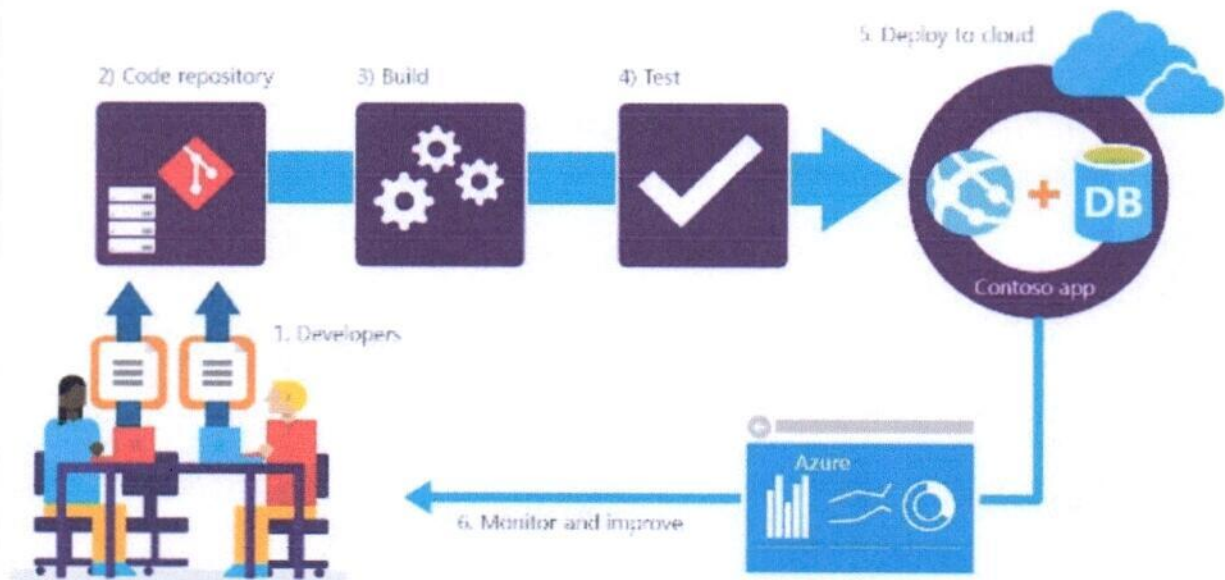 5. Deploy to cloud
2) Code repository
3) Build
4) Test
DB
Contoso app
1. Developers
Azure
6. Monitor and improve